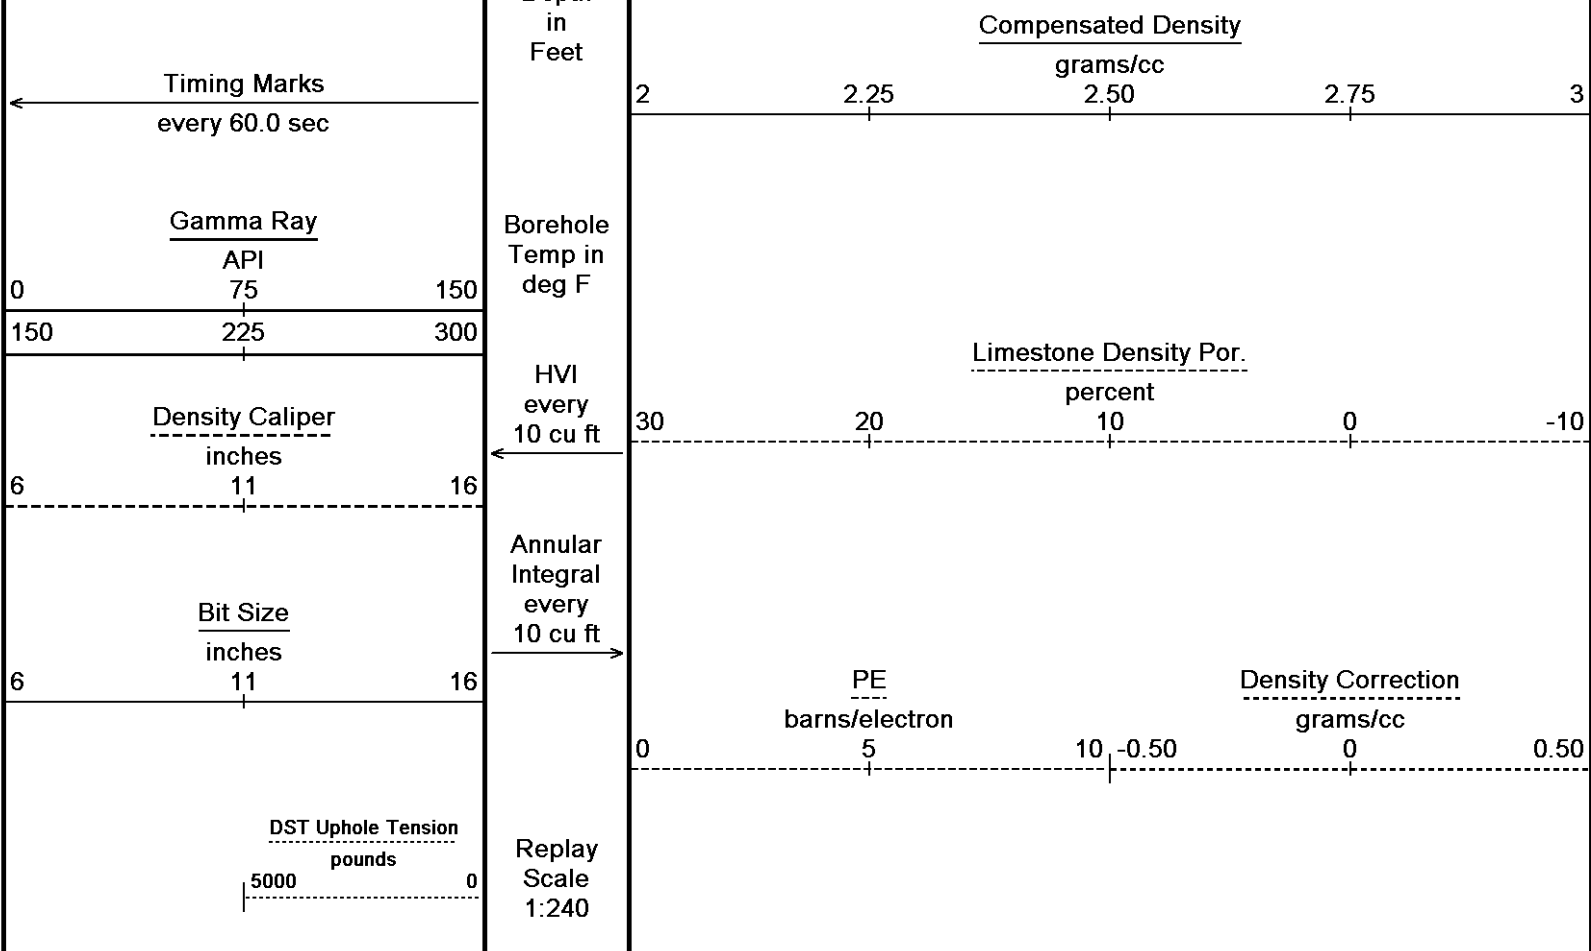 Timing Marks
every 60.0 sec
Gamma Ray
API
0 75 150
150 225 300
Density Caliper
inches
6 11 16
Bit Size
inches
6 11 16
DST Uphole Tension
pounds
5000 0
in
Feet
Borehole
Temp in
deg F
HVI
every
10 cu ft
Annular
Integral
every
10 cu ft
Replay
Scale
1:240
Compensated Density
grams/cc
2 2.25 2.50 2.75 3
Limestone Density Por.
percent
30 20 10 0 -10
PE
barns/electron
0 5 10
Density Correction
grams/cc
-0.50 0 0.50